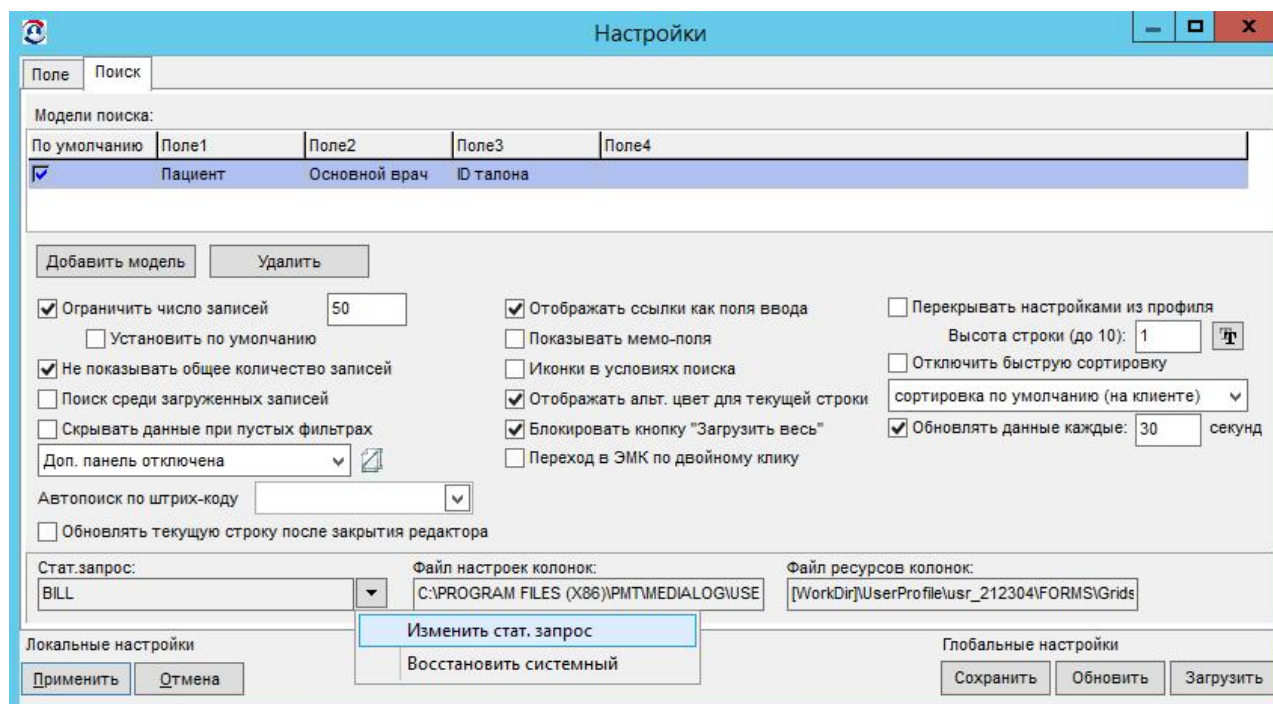 Настройки
Поле Поиск
Модели поиска:
По умолчанию Поле1 Поле2 Поле3 Поле4
Пациент Основной врач ID талона
Добавить модель Удалить
Ограничить число записей 50
Установить по умолчанию
Не показывать общее количество записей
Поиск среди загруженных записей
Скрывать данные при пустых фильтрах
Доп. панель отключена
Автопоиск по штрих-коду
Обновлять текущую строку после закрытия редактора
Отображать ссылки как поля ввода
Показывать мемо-поля
Иконки в условиях поиска
Отображать альт. цвет для текущей строки
Блокировать кнопку "Загрузить весь"
Переход в ЭМК по двойному клику
Перекрывать настройками из профиля
Высота строки (до 10): 1
Отключить быструю сортировку
сортировка по умолчанию (на клиенте)
Обновлять данные каждые: 30 секунд
Стат.запрос: Файл настроек колонок: Файл ресурсов колонок:
BILL C:\PROGRAM FILES (X86)\PMT\MEDIALOG\USE [WorkDir]\UserProfile\usr_212304\FORMS\Grids
Изменить стат. запрос
Восстановить системный
Локальные настройки Глобальные настройки
Применить Отмена Сохранить Обновить Загрузить